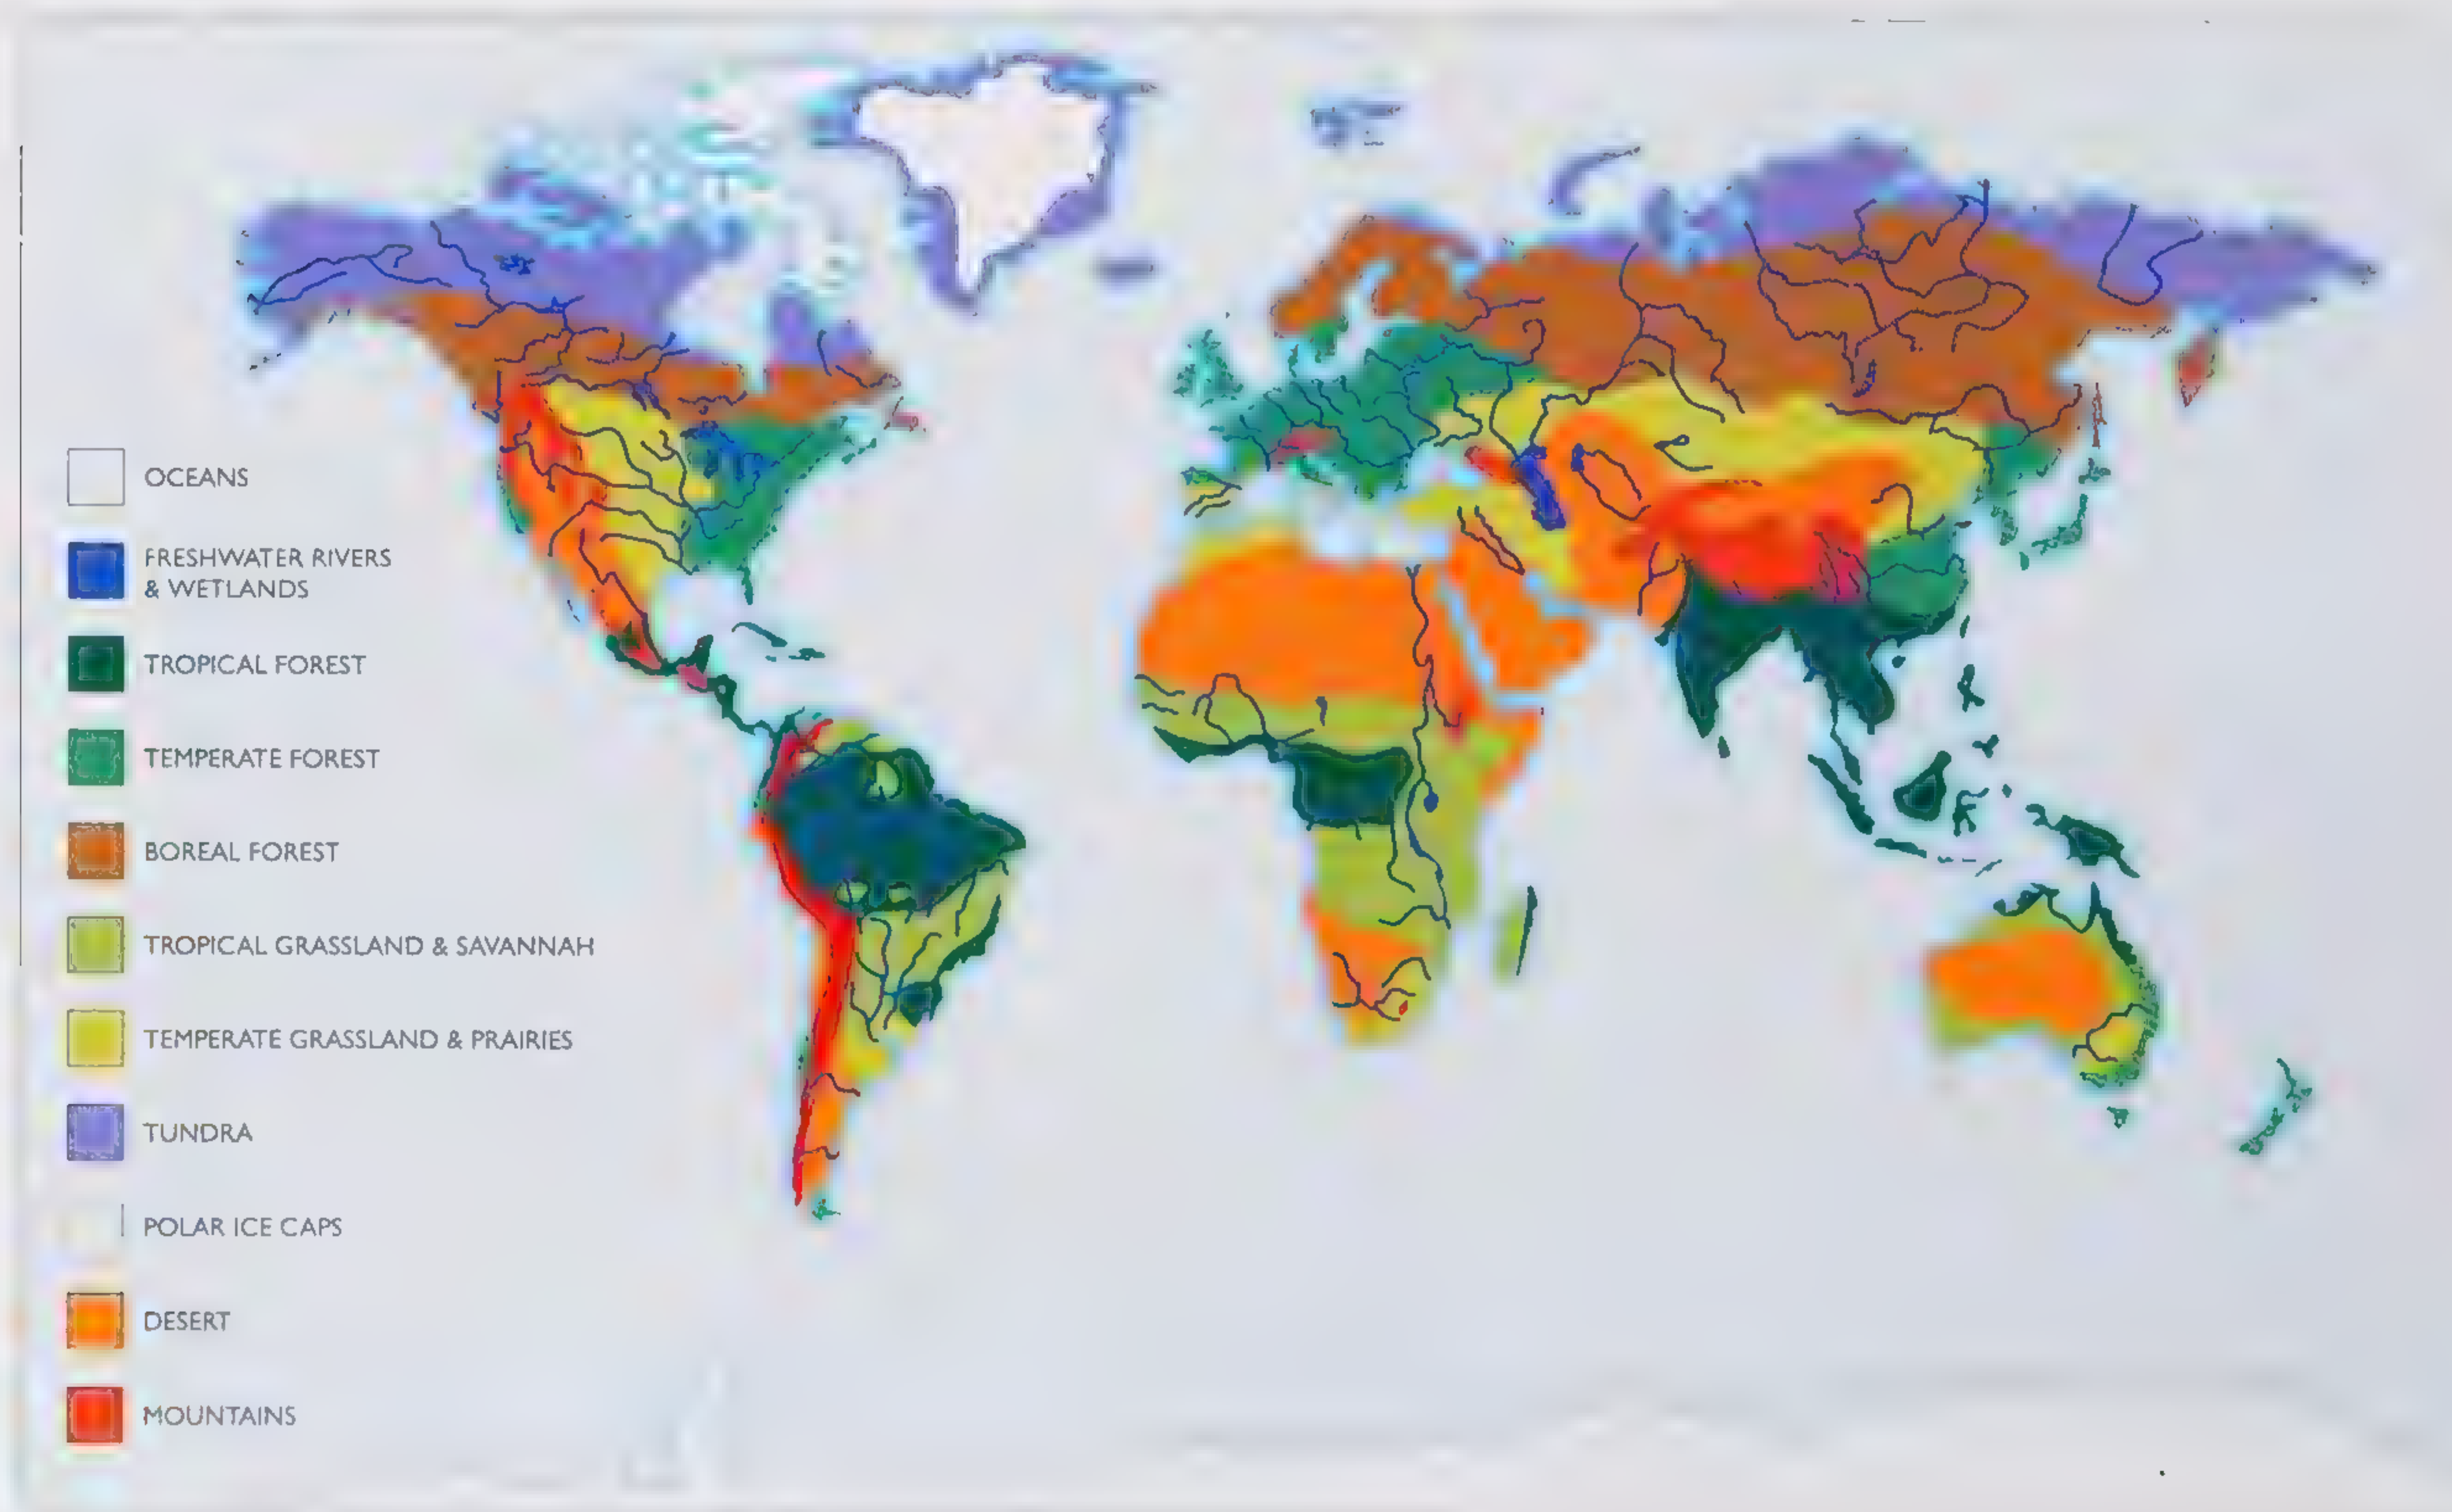 OCEANS
FRESHWATER RIVERS
& WETLANDS
TROPICAL FOREST
TEMPERATE FOREST
BOREAL FOREST
TROPICAL GRASSLAND & SAVANNAH
TEMPERATE GRASSLAND & PRAIRIES
TUNDRA
POLAR ICE CAPS
DESERT
MOUNTAINS